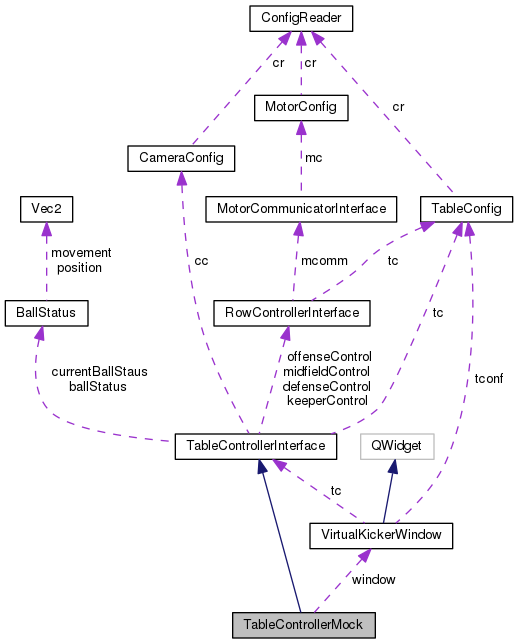 ConfigReader
cr
cr
MotorConfig
cr
CameraConfig
mc
Vec2
MotorCommunicatorInterface
TableConfig
movement
position
cc
mcomm
tc
BallStatus
RowControllerInterface
tc
currentBallStaus
ballStatus
offenseControl
midfieldControl
defenseControl
keeperControl
tconf
TableControllerInterface
QWidget
tc
VirtualKickerWindow
window
TableControllerMock